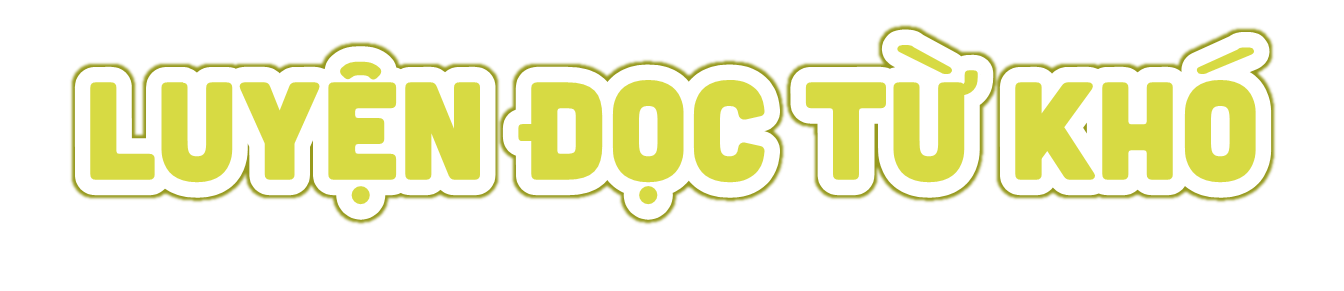 LUYỆN ĐỌC TỪ KHÓ